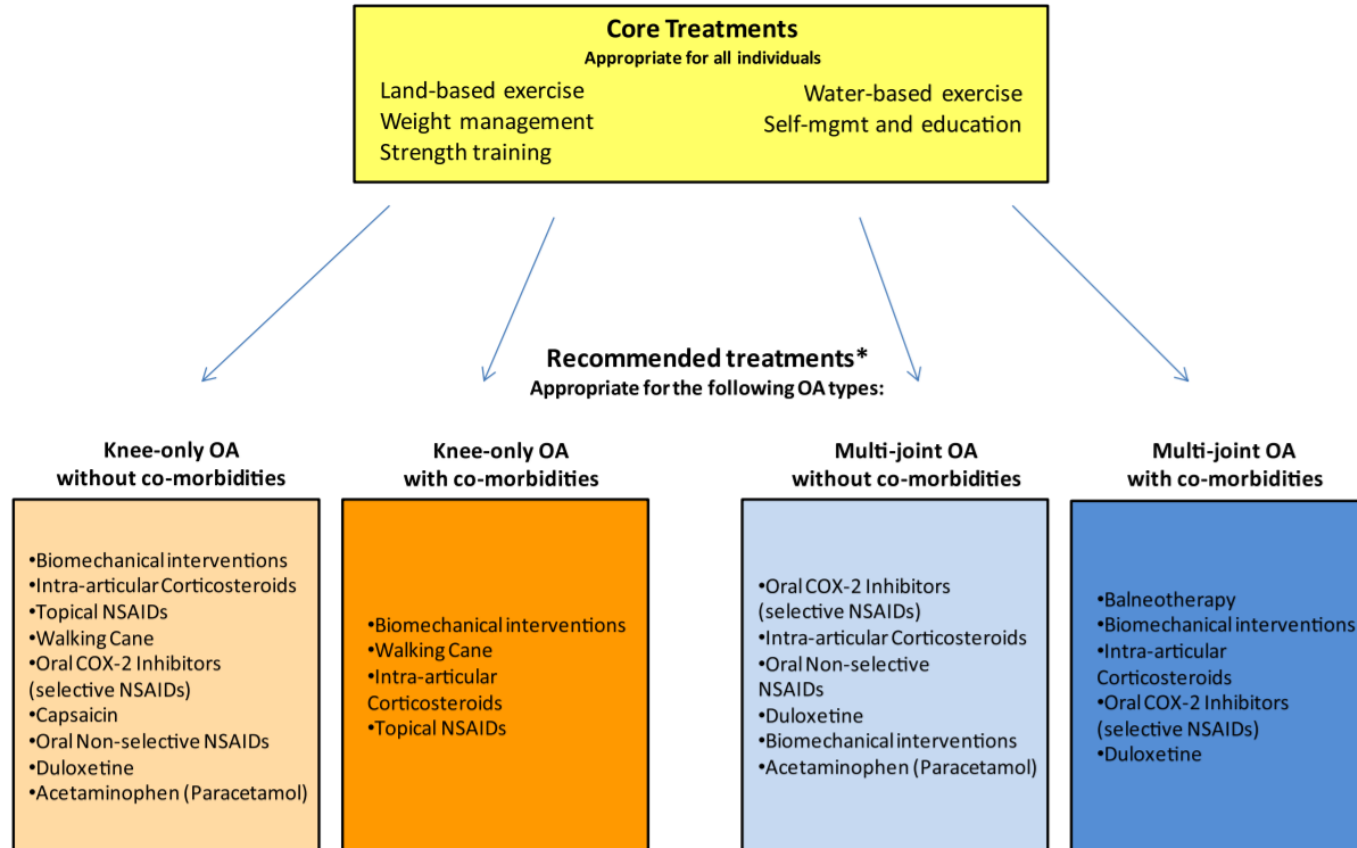 Core Treatments
Appropriate for all individuals
Land-based exercise
Weight management
Strength training
Water-based exercise
Self-mgmt and education
Recommended treatments*
Appropriate for the following OA types:
Knee-only OA
without co-morbidities
•Biomechanical interventions
•Intra-articular Corticosteroids
•Topical NSAIDs
•Walking Cane
•Oral COX-2 Inhibitors
(selective NSAIDs)
•Capsaicin
•Oral Non-selective NSAIDs
•Duloxetine
•Acetaminophen (Paracetamol)
Knee-only OA
with co-morbidities
•Biomechanical interventions
•Walking Cane
•Intra-articular
Corticosteroids
•Topical NSAIDs
Multi-joint OA
without co-morbidities
•Oral COX-2 Inhibitors
(selective NSAIDs)
•Intra-articular Corticosteroids
•Oral Non-selective
NSAIDs
•Duloxetine
•Biomechanical interventions
•Acetaminophen (Paracetamol)
Multi-joint OA
with co-morbidities
•Balneotherapy
•Biomechanical interventions
•Intra-articular
Corticosteroids
•Oral COX-2 Inhibitors
(selective NSAIDs)
•Duloxetine